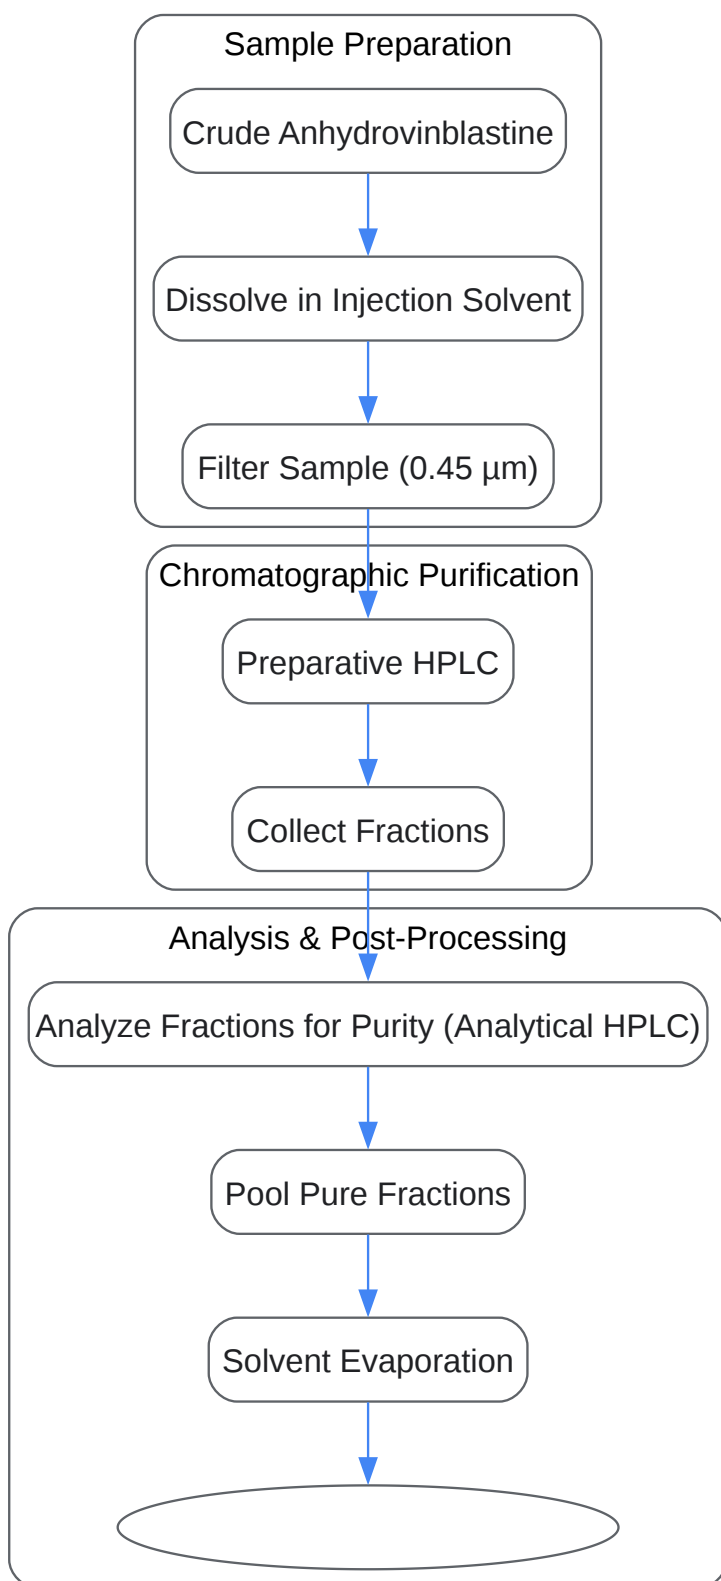 Sample Preparation
Crude Anhydrovinblastine
Dissolve in Injection Solvent
Filter Sample (0.45 µm)
Chromatographic Purification
Preparative HPLC
Collect Fractions
Analysis & Post-Processing
Analyze Fractions for Purity (Analytical HPLC)
Pool Pure Fractions
Solvent Evaporation